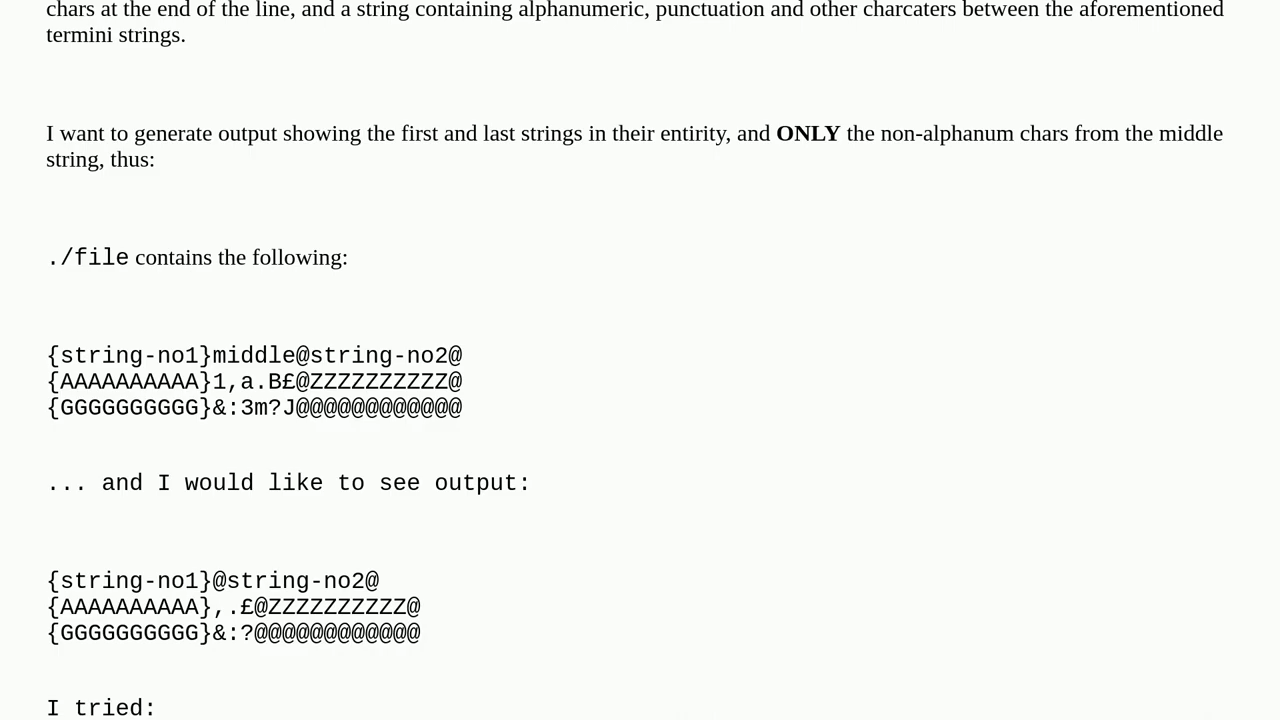 chars at the end of the line, and a string containing alphanumeric, punctuation and other charcaters between the aforementioned
termini strings.
I want to generate output showing the first and last strings in their entirity, and ONLY the non-alphanum chars from the middle
string, thus:
./file contains the following:
{string-no1}middle@string-no2@
{AAAAAAAAAA}1,a.B£@ZZZZZZZZZZ@
{GGGGGGGGGG}&:3m?J@@@@@@@@@@@@
... and I would like to see output:
{string-no1}@string-no2@
{AAAAAAAAAA},.£@ZZZZZZZZZZ@
{GGGGGGGGGG}&:?@@@@@@@@@@@@
I tried: